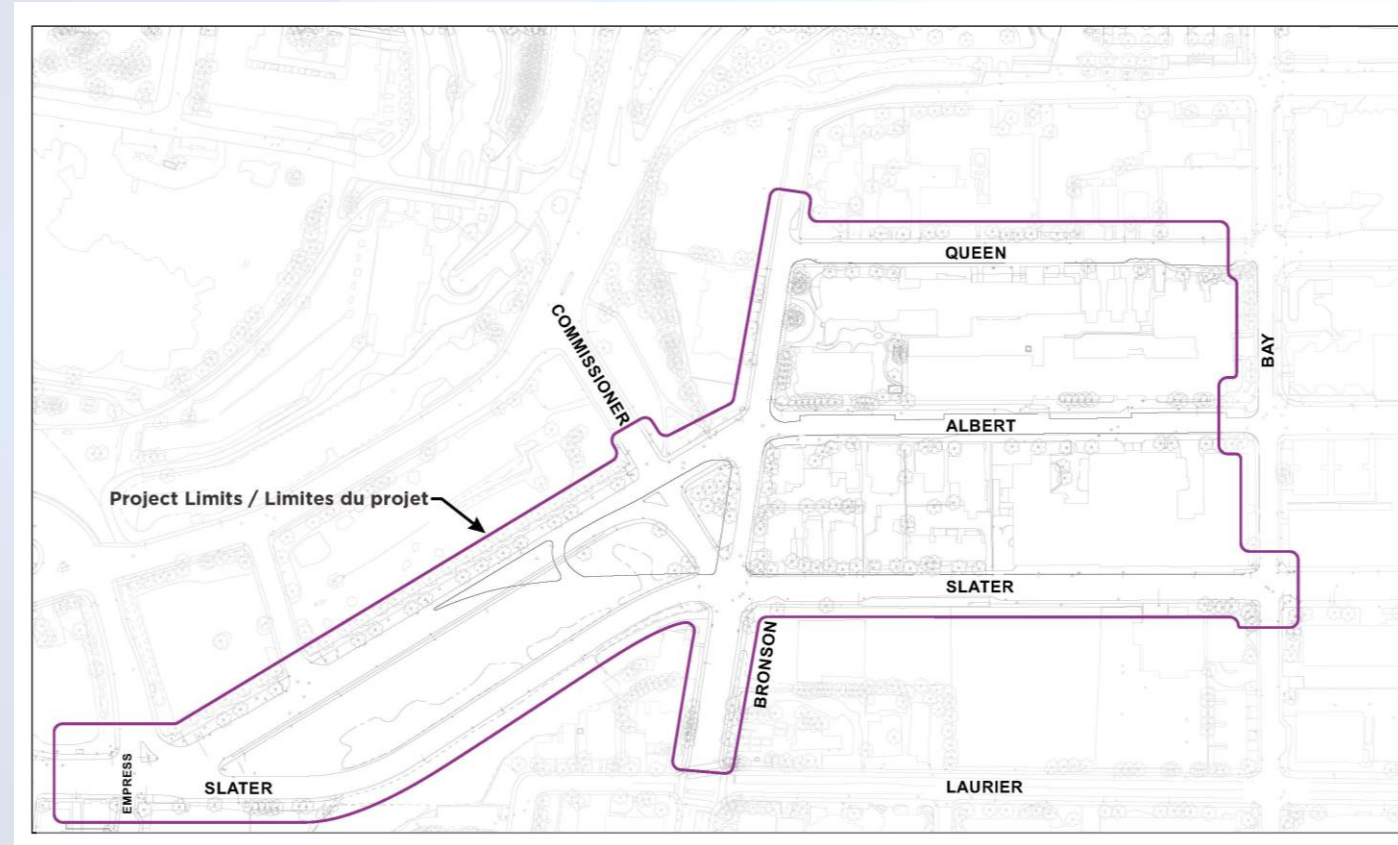 QUEEN
COMMISSIONER
BAY
ALBERT
Project Limits / Limites du projet
SLATER
BRONSON
EMPRESS
SLATER
LAURIER